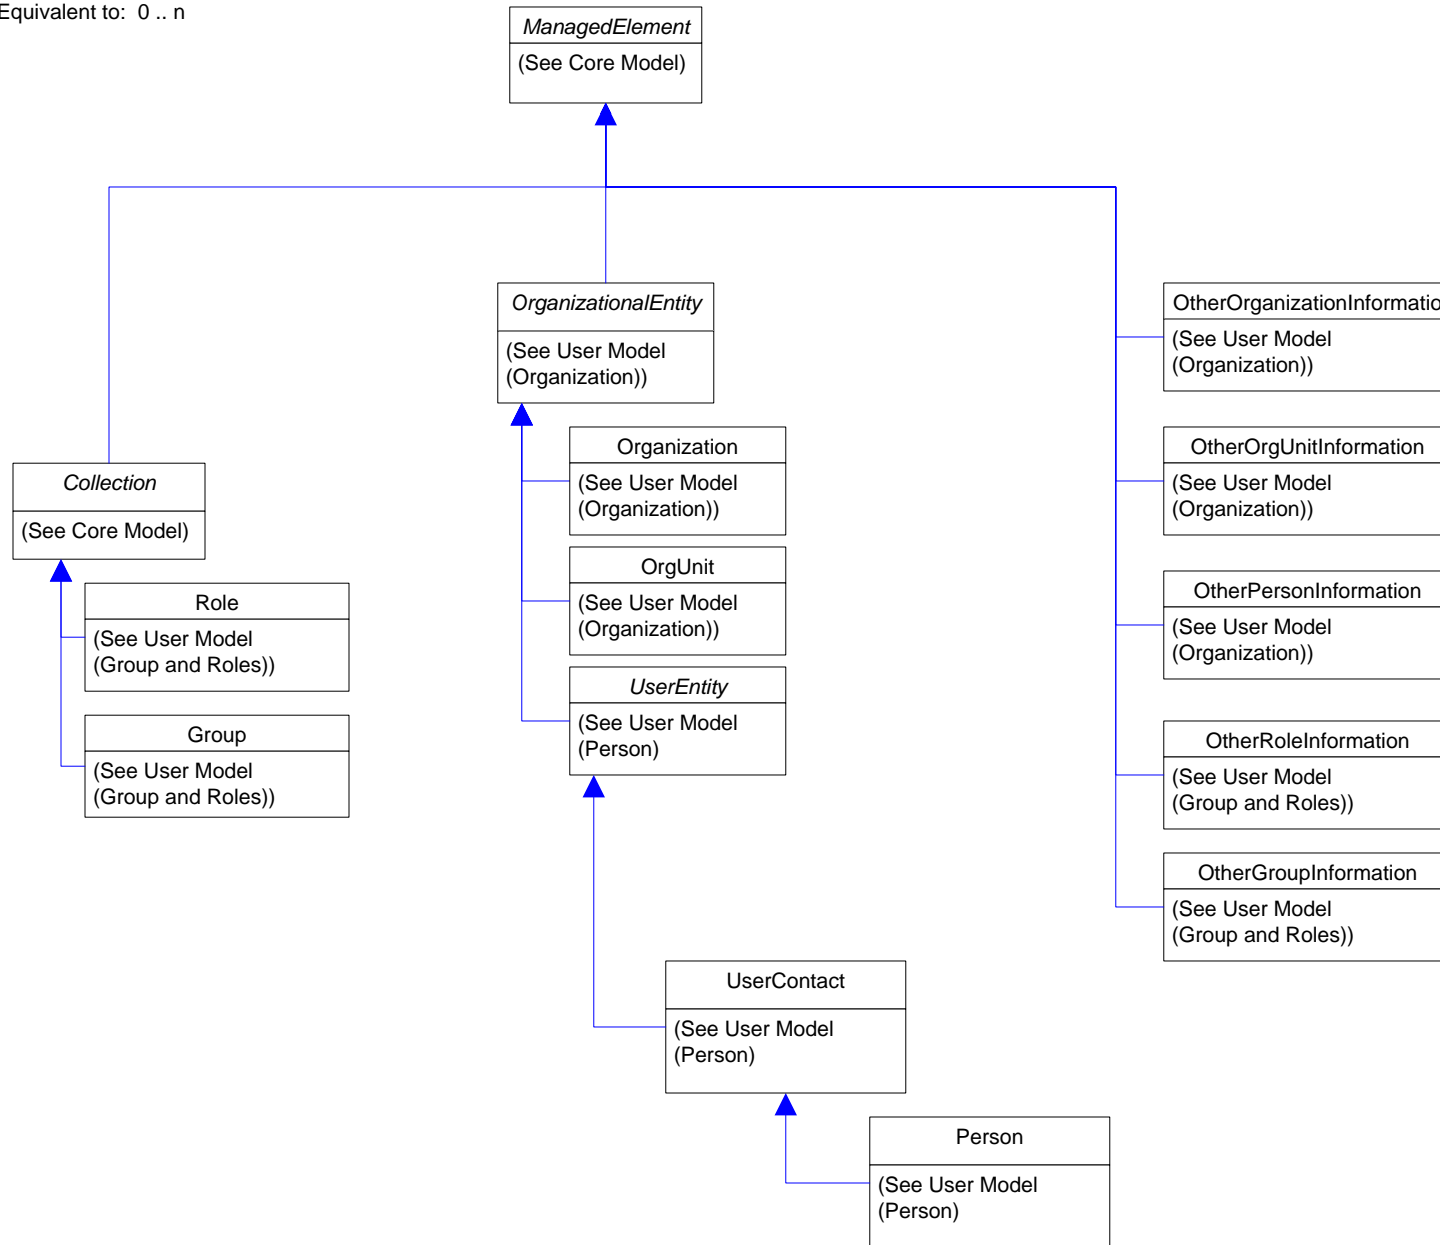 Equivalent to: 0 .. n
ManagedElement
(See Core Model)
OrganizationalEntity
(See User Model
(Organization))
Organization
(See User Model
(Organization))
OrgUnit
(See User Model
(Organization))
UserEntity
(See User Model
(Person)
Collection
(See Core Model)
Role
(See User Model
(Group and Roles))
Group
(See User Model
(Group and Roles))
UserContact
(See User Model
(Person)
Person
(See User Model
(Person)
OtherOrganizationInformatio
(See User Model
(Organization))
OtherOrgUnitInformation
(See User Model
(Organization))
OtherPersonInformation
(See User Model
(Organization))
OtherRoleInformation
(See User Model
(Group and Roles))
OtherGroupInformation
(See User Model
(Group and Roles))